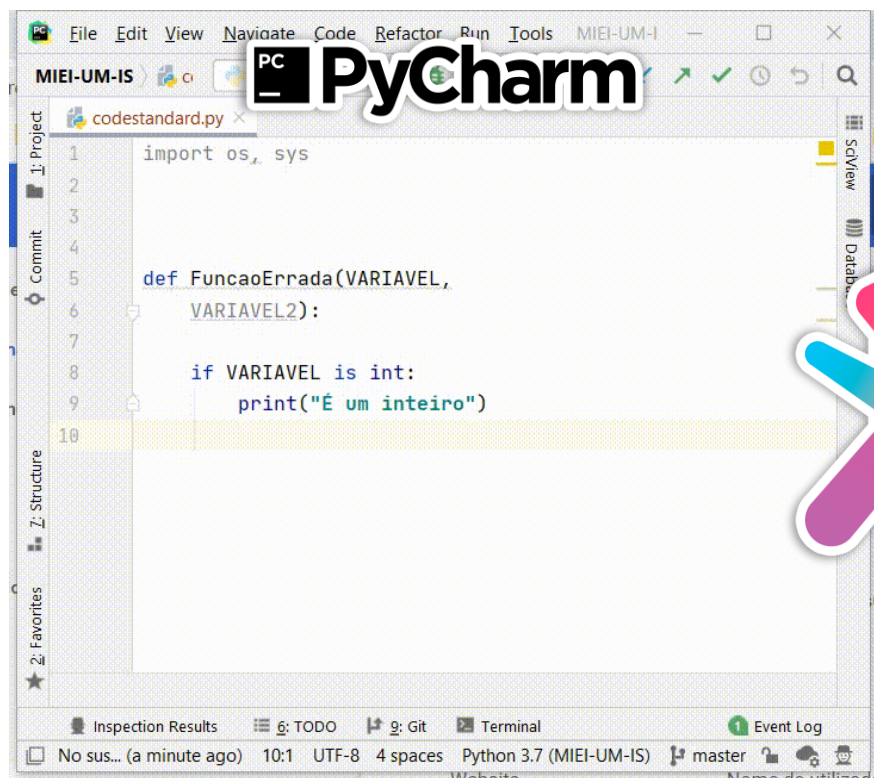 File Edit View Navigate Code Refactor Run Tools MIEI-UM-I
MIEI-UM-IS
PC PyCharm
codestandard.py
1: Project
Commit
7: Structure
2: Favorites
SciView
1 import os, sys
2
3
4
5 def FuncaoErrada(VARIAVEL,
6 VARIAVEL2):
7
8 if VARIAVEL is int:
9 print("É um inteiro")
10
Inspection Results 6: TODO 9: Git Terminal 1 Event Log
No sus... (a minute ago) 10:1 UTF-8 4 spaces Python 3.7 (MIEI-UM-IS) master